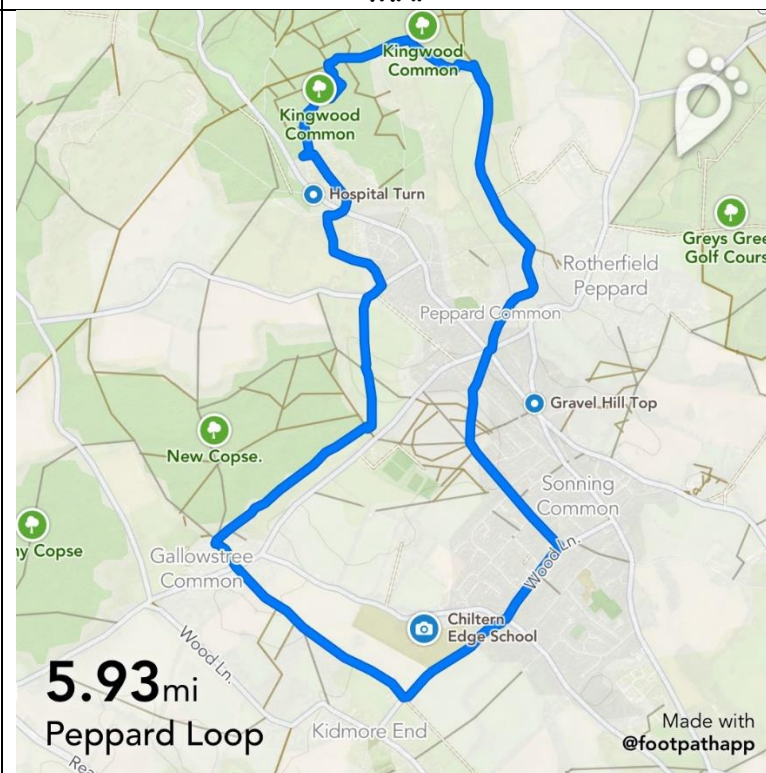 Kingwood
Common
Kingwood
Common
Hospital Turn
Greys Gree
Golf Cours
Rotherfield
Peppard
Peppard Common
Gravel Hill Top
New Copse.
Sonning
Common
ny Copse
Gallowstree
Common
Wood Ln.
Chiltern
Edge School
Wood Ln.
5.93mi
Peppard Loop
Kidmore End
Made with
@footpathapp
Rea